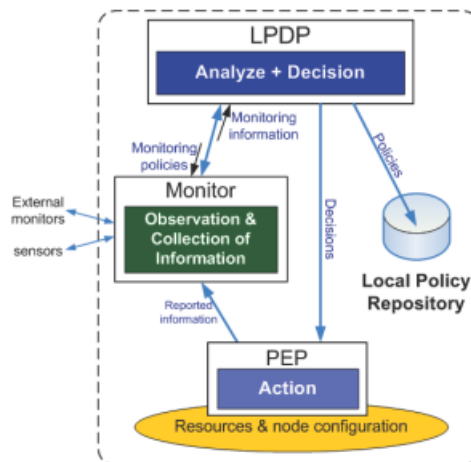 LPDP
Analyze + Decision
Monitoring
information
Monitoring
policies
Policies
External
monitors
sensors
Monitor
Observation &
Collection of
Information
Decisions
Local Policy
Repository
Reported
information
PEP
Action
Resources & node configuration